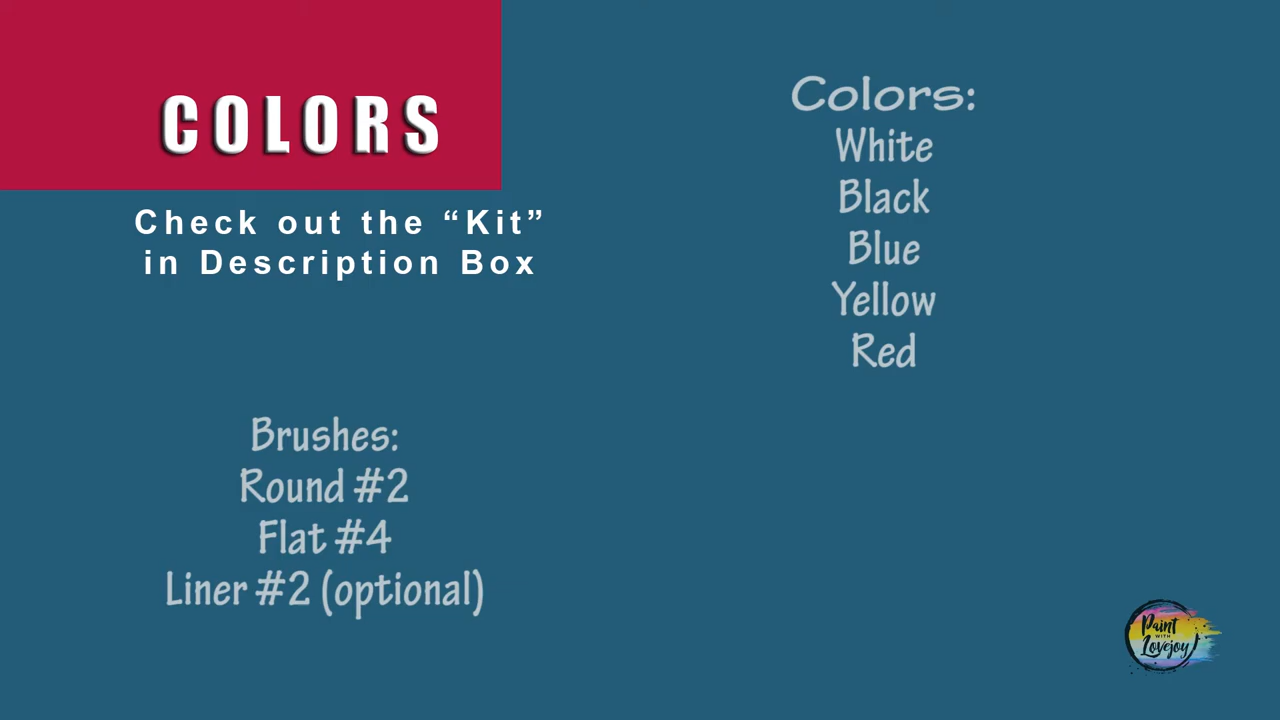 COLORS
Check out the “Kit”
in Description Box
Colors:
White
Black
Blue
Yellow
Red
Brushes:
Round #2
Flat #4
Liner #2 (optional)
Paint
WITH
Lovejoy